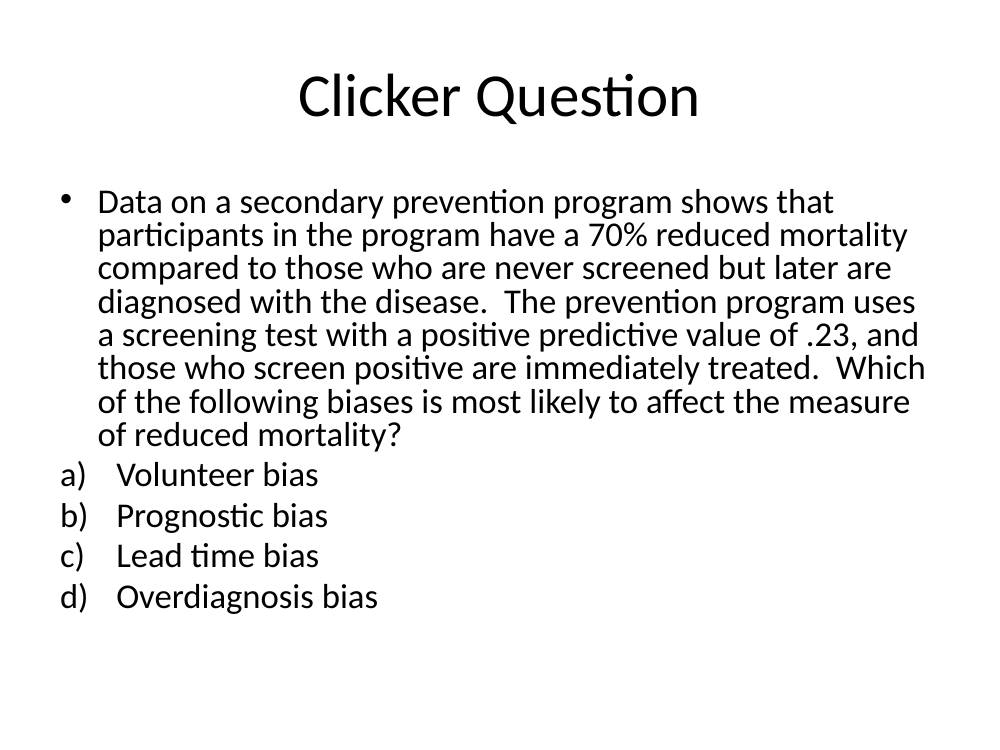 Clicker Question
• Data on a secondary prevention program shows that
participants in the program have a 70% reduced mortality
compared to those who are never screened but later are
diagnosed with the disease.  The prevention program uses
a screening test with a positive predictive value of .23, and
those who screen positive are immediately treated.  Which
of the following biases is most likely to affect the measure
of reduced mortality?
a) Volunteer bias
b) Prognostic bias
c) Lead time bias
d) Overdiagnosis bias